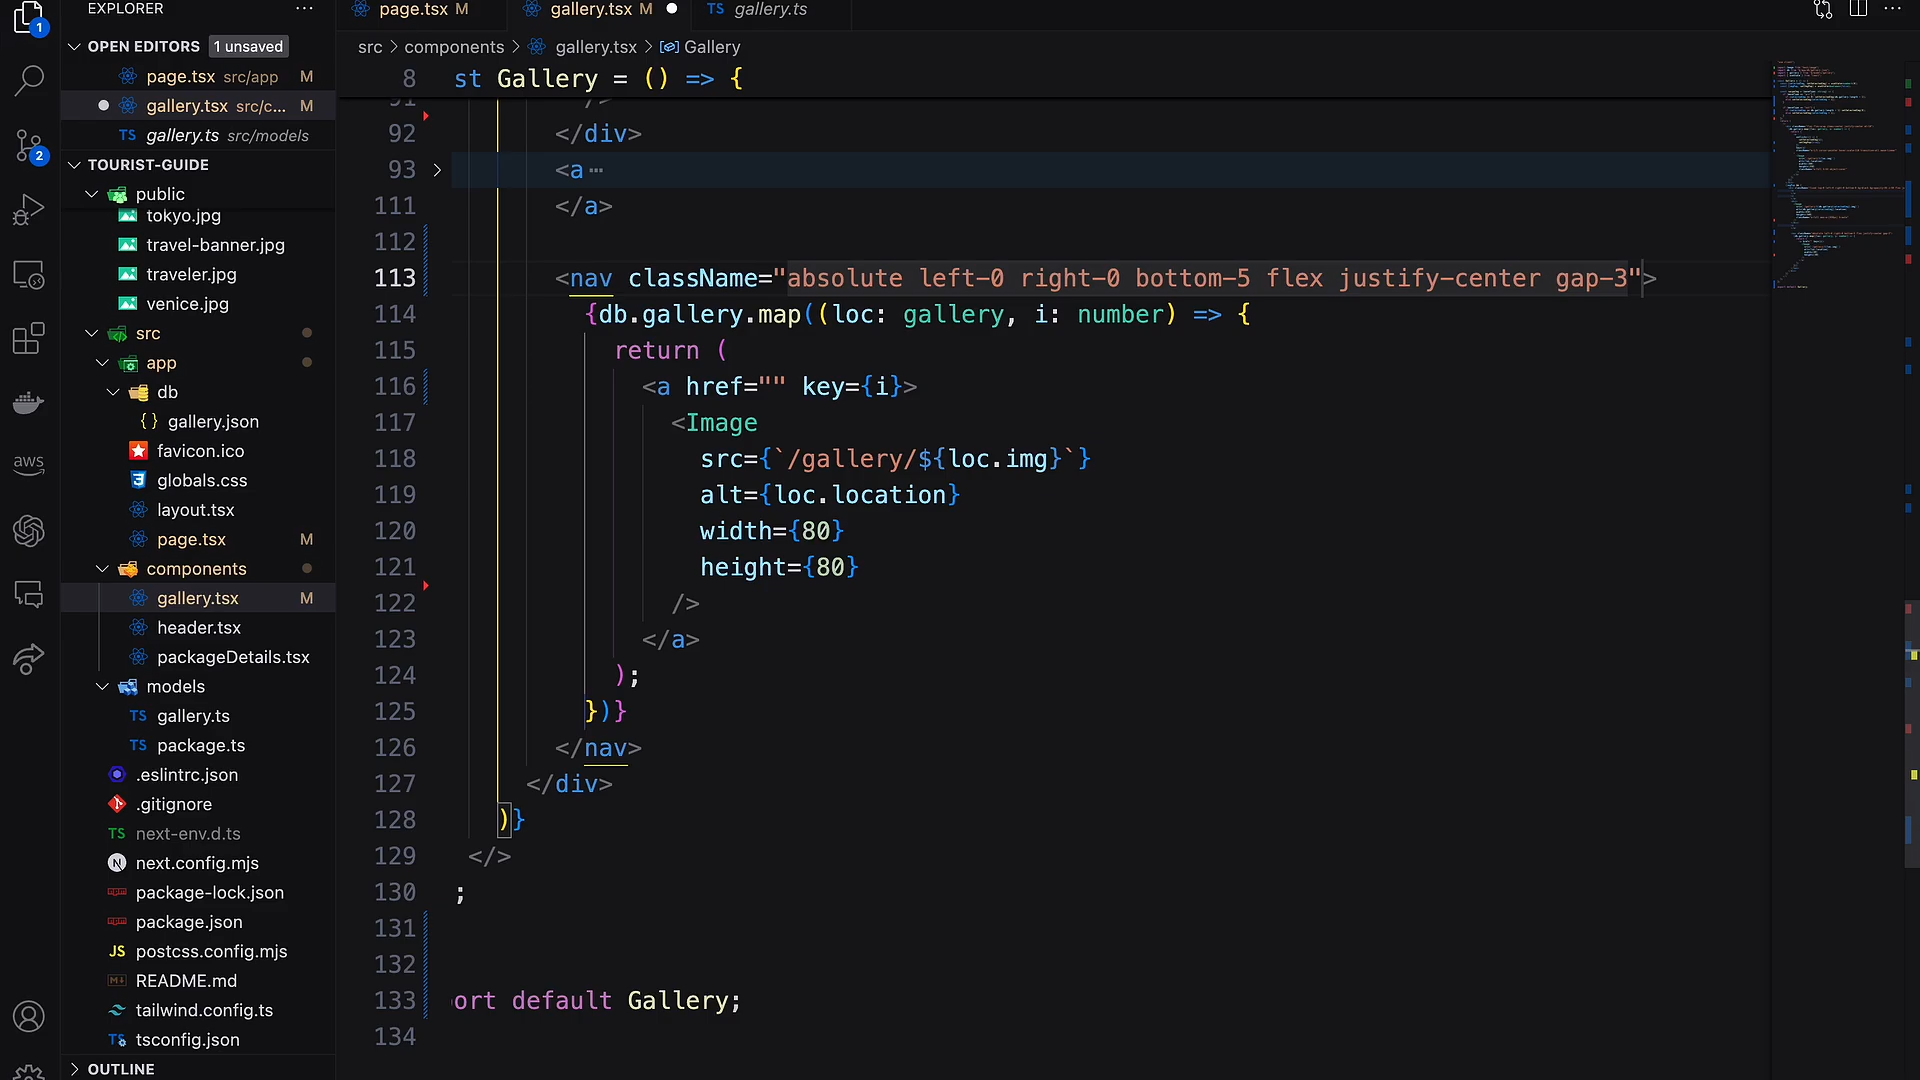 EXPLORER ···
OPEN EDITORS 1 unsaved
page.tsx src/app M
gallery.tsx src/c... M
TS gallery.ts src/models
TOURIST-GUIDE
public
tokyo.jpg
travel-banner.jpg
traveler.jpg
venice.jpg
src
app
db
{} gallery.json
favicon.ico
globals.css
layout.tsx
page.tsx M
components
gallery.tsx M
header.tsx
packageDetails.tsx
models
TS gallery.ts
TS package.ts
.eslintrc.json
.gitignore
TS next-env.d.ts
N next.config.mjs
package-lock.json
package.json
JS postcss.config.mjs
README.md
tailwind.config.ts
TS tsconfig.json
OUTLINE
1
2
aws
page.tsx M
gallery.tsx M
TS gallery.ts
src > components > gallery.tsx > Gallery
8 st Gallery = () => {
91 />
92 </div>
93 <a ···
111 </a>
112
113 <nav className="absolute left-0 right-0 bottom-5 flex justify-center gap-3">
114 {db.gallery.map((loc: gallery, i: number) => {
115 return (
116 <a href="" key={i}>
117 <Image
118 src={`/gallery/${loc.img}`}
119 alt={loc.location}
120 width={80}
121 height={80}
122 />
123 </a>
124 );
125 })}
126 </nav>
127 </div>
128 )}
129 </>
130 ;
131
132
133 ort default Gallery;
134